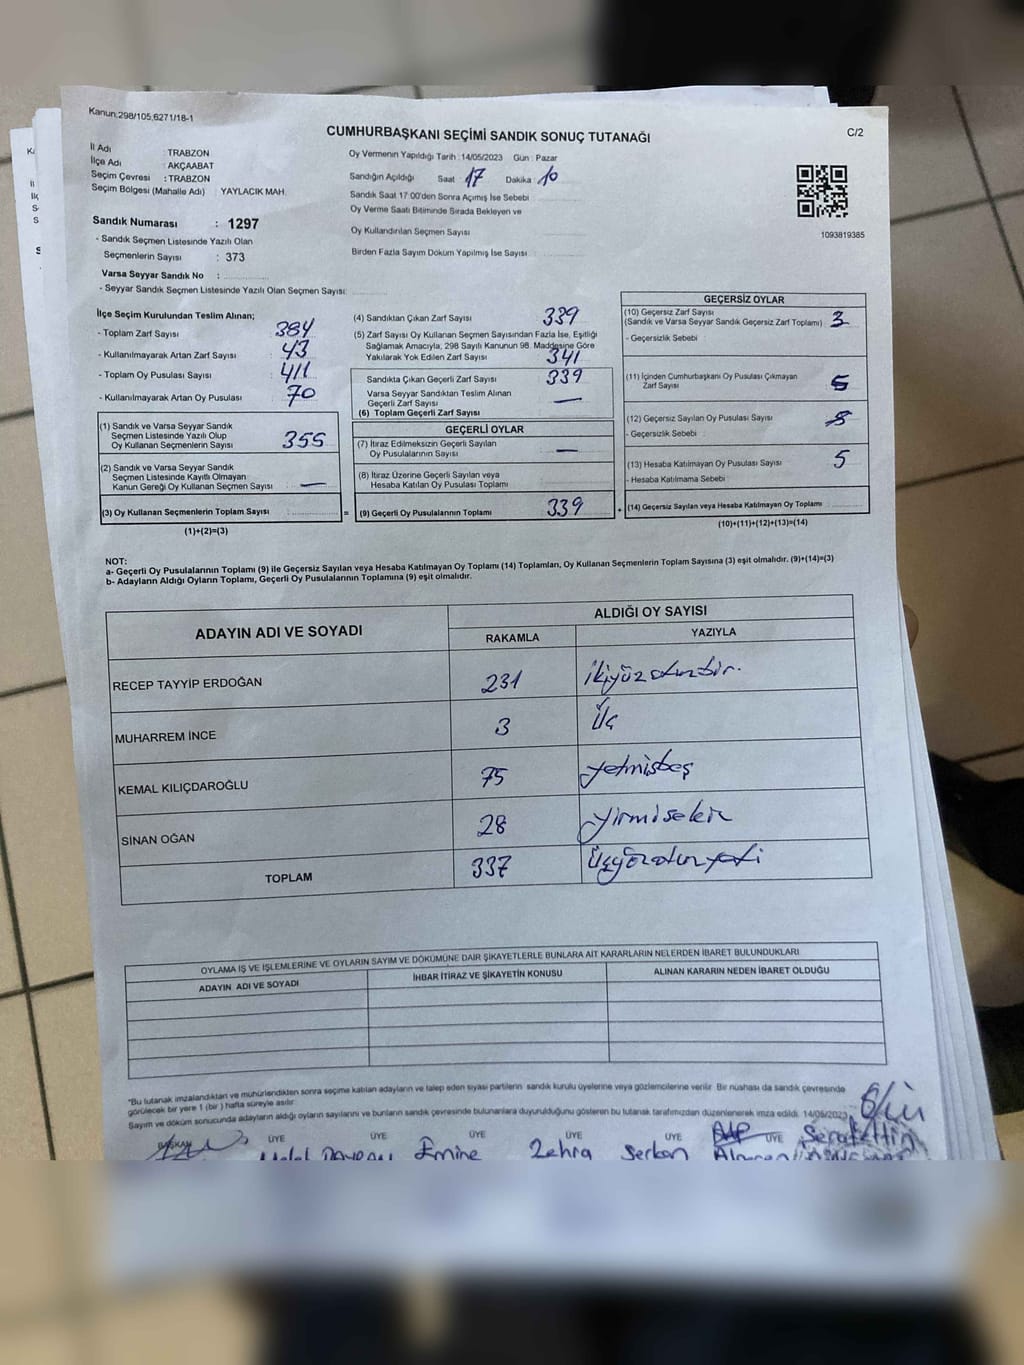 Kanun:298/105,6271/18-1
CUMHURBAŞKANI SEÇİMİ SANDIK SONUÇ TUTANAĞI
C/2
İl Adı : TRABZON
İlçe Adı : AKÇAABAT
Seçim Çevresi : TRABZON
Seçim Bölgesi (Mahalle Adı) : YAYLACIK MAH.
Sandık Numarası : 1297
- Sandık Seçmen Listesinde Yazılı Olan
Seçmenlerin Sayısı : 373
Varsa Seyyar Sandık No :
- Seyyar Sandık Seçmen Listesinde Yazılı Olan Seçmen Sayısı:
Oy Vermenin Yapıldığı Tarih :14/05/2023 Gün : Pazar
Sandığın Açıldığı Saat 17 Dakika 10
Sandık Saat 17:00'den Sonra Açımış İse Sebebi
Oy Verme Saati Bitiminde Sırada Bekleyen ve
Oy Kullandırılan Seçmen Sayısı
Birden Fazla Sayım Döküm Yapılmış İse Sayısı :
1093819385
İlçe Seçim Kurulundan Teslim Alınan;
- Toplam Zarf Sayısı : 384
- Kullanılmayarak Artan Zarf Sayısı : 43
- Toplam Oy Pusulası Sayısı : 411
- Kullanılmayarak Artan Oy Pusulası : 70
(1) Sandık ve Varsa Seyyar Sandık
Seçmen Listesinde Yazılı Olup
Oy Kullanan Seçmenlerin Sayısı : 355
(2) Sandık ve Varsa Seyyar Sandık
Seçmen Listesinde Kayıtlı Olmayan
Kanun Gereği Oy Kullanan Seçmen Sayısı : —
(3) Oy Kullanan Seçmenlerin Toplam Sayısı :
=
(1)+(2)=(3)
(4) Sandıktan Çıkan Zarf Sayısı : 339
(5) Zarf Sayısı Oy Kullanan Seçmen Sayısından Fazla İse, Eşitliği
Sağlamak Amacıyla, 298 Sayılı Kanunun 98. Maddesine Göre
Yakılarak Yok Edilen Zarf Sayısı : 341
Sandıkta Çıkan Geçerli Zarf Sayısı : 339
Varsa Seyyar Sandıktan Teslim Alınan
Geçerli Zarf Sayısı : —
(6) Toplam Geçerli Zarf Sayısı :
GEÇERLİ OYLAR
(7) İtiraz Edilmeksizin Geçerli Sayılan
Oy Pusulalarının Sayısı : —
(8) İtiraz Üzerine Geçerli Sayılan veya
Hesaba Katılan Oy Pusulası Toplamı :
(9) Geçerli Oy Pusulalarının Toplamı : 339
+
GEÇERSİZ OYLAR
(10) Geçersiz Zarf Sayısı
(Sandık ve Varsa Seyyar Sandık Geçersiz Zarf Toplamı) : 3
- Geçersizlik Sebebi :
(11) İçinden Cumhurbaşkanı Oy Pusulası Çıkmayan
Zarf Sayısı
(12) Geçersiz Sayılan Oy Pusulası Sayısı
- Geçersizlik Sebebi :
(13) Hesaba Katılmayan Oy Pusulası Sayısı : 5
- Hesaba Katılmama Sebebi :
(14) Geçersiz Sayılan veya Hesaba Katılmayan Oy Toplamı
(10)+(11)+(12)+(13)=(14)
NOT:
a- Geçerli Oy Pusulalarının Toplamı (9) ile Geçersiz Sayılan veya Hesaba Katılmayan Oy Toplamı (14) Toplamları, Oy Kullanan Seçmenlerin Toplam Sayısına (3) eşit olmalıdır. (9)+(14)=(3)
b- Adayların Aldığı Oyların Toplamı, Geçerli Oy Pusulalarının Toplamına (9) eşit olmalıdır.
ADAYIN ADI VE SOYADI
ALDIĞI OY SAYISI
RAKAMLA YAZIYLA
RECEP TAYYİP ERDOĞAN 231 ikiyüzotuzbir.
MUHARREM İNCE 3 üç
KEMAL KILIÇDAROĞLU 75 yetmişbeş
SİNAN OĞAN 28 yirmisekiz
TOPLAM 337 üçyüzotuzyedi
OYLAMA İŞ VE İŞLEMLERİNE VE OYLARIN SAYIM VE DÖKÜMÜNE DAİR ŞİKAYETLERLE BUNLARA AİT KARARLARIN NELERDEN İBARET BULUNDUKLARI
ADAYIN ADI VE SOYADI
İHBAR İTİRAZ VE ŞİKAYETİN KONUSU
ALINAN KARARIN NEDEN İBARET OLDUĞU
*Bu tutanak imzalandıktan ve mühürlendikten sonra seçime katılan adayların ve talep eden siyasi partilerin sandık kurulu üyelerine veya gözlemcilerine verilir. Bir nüshası da sandık çevresinde
görülecek bir yere 1 (bir) hafta süreyle asılır.
Sayım ve döküm sonucunda adayların aldığı oyların sayılarını ve bunların sandık çevresinde bulunanlara duyurulduğunu gösteren bu tutanak tarafımızdan düzenlenerek imza edildi. 14/05/2023
BAŞKAN ÜYE ÜYE ÜYE ÜYE ÜYE ÜYE
Emine Zehra Serkan